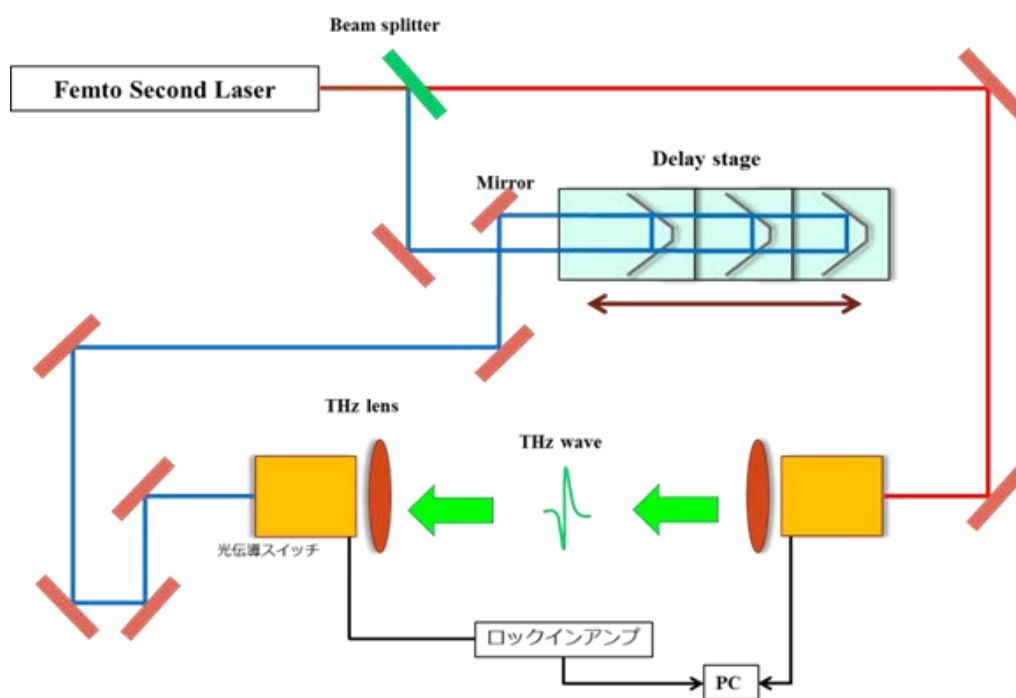 Beam splitter
Femto Second Laser
Delay stage
Mirror
THz lens
THz wave
光伝導スイッチ
ロックインアンプ
PC